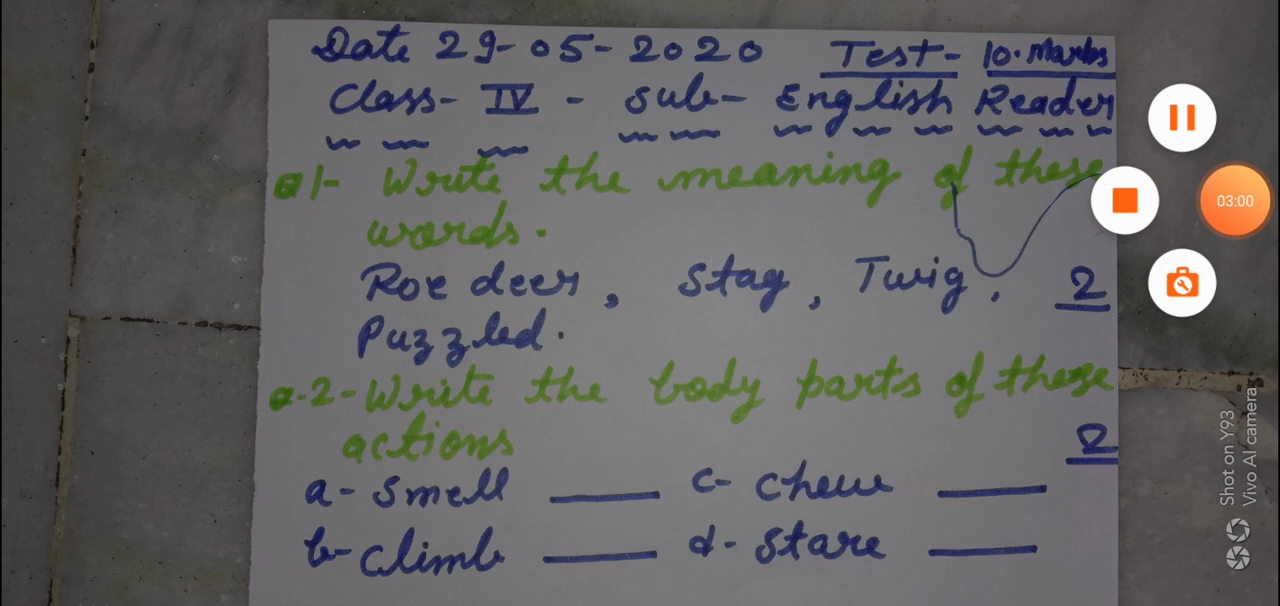 Date 29-05-2020 Test- 10. Marks
Class- IV - Sub- English Reader
Q1- Write the meaning of these
words.
Roe deer, Stag, Twig, 2
Puzzled.
Q.2- Write the body parts of these
actions 2
a- Smell ____ c- Chew ____
b- Climb ____ d- Stare ____
03:00
Shot on Y93
Vivo AI camera